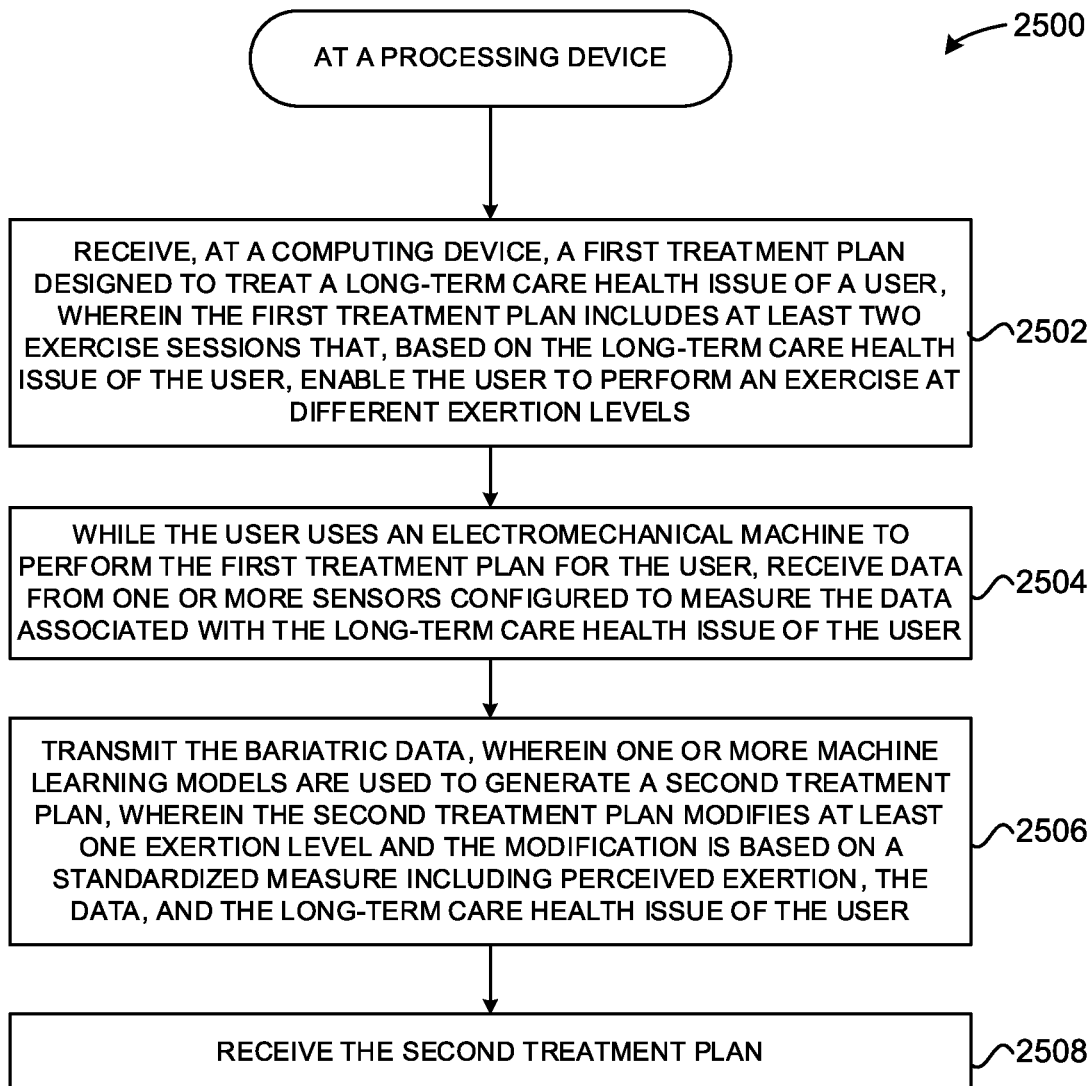 2500
AT A PROCESSING DEVICE
RECEIVE, AT A COMPUTING DEVICE, A FIRST TREATMENT PLAN
DESIGNED TO TREAT A LONG-TERM CARE HEALTH ISSUE OF A USER,
WHEREIN THE FIRST TREATMENT PLAN INCLUDES AT LEAST TWO
EXERCISE SESSIONS THAT, BASED ON THE LONG-TERM CARE HEALTH
ISSUE OF THE USER, ENABLE THE USER TO PERFORM AN EXERCISE AT
DIFFERENT EXERTION LEVELS
2502
WHILE THE USER USES AN ELECTROMECHANICAL MACHINE TO
PERFORM THE FIRST TREATMENT PLAN FOR THE USER, RECEIVE DATA
FROM ONE OR MORE SENSORS CONFIGURED TO MEASURE THE DATA
ASSOCIATED WITH THE LONG-TERM CARE HEALTH ISSUE OF THE USER
2504
TRANSMIT THE BARIATRIC DATA, WHEREIN ONE OR MORE MACHINE
LEARNING MODELS ARE USED TO GENERATE A SECOND TREATMENT
PLAN, WHEREIN THE SECOND TREATMENT PLAN MODIFIES AT LEAST
ONE EXERTION LEVEL AND THE MODIFICATION IS BASED ON A
STANDARDIZED MEASURE INCLUDING PERCEIVED EXERTION, THE
DATA, AND THE LONG-TERM CARE HEALTH ISSUE OF THE USER
2506
RECEIVE THE SECOND TREATMENT PLAN
2508